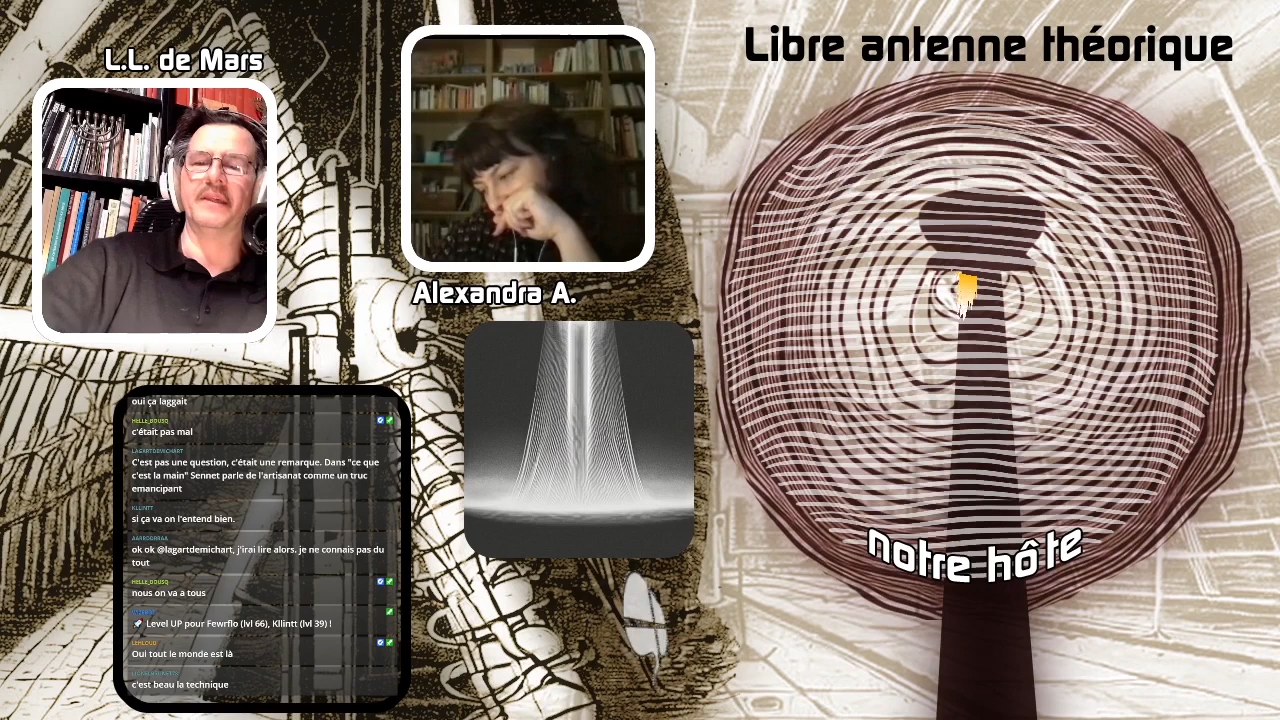 L.L. de Mars
Libre antenne théorique
Alexandra A.
oui ça laggait
HELLE_BOUSQ
c'était pas mal
LAGARTDEMICHART
C'est pas une question, c'était une remarque. Dans "ce que
c'est la main" Sennet parle de l'artisanat comme un truc
emancipant
KLLINTT
si ça va on l'entend bien.
AARRDDRRAA
ok ok @lagartdemichart, j'irai lire alors. je ne connais pas du
tout
HELLE_BOUSQ
nous on va a tous
Level UP pour Fewrflo (lvl 66), Kllintt (lvl 39) !
LEHLOUD
Oui tout le monde est là
c'est beau la technique
notre hôte